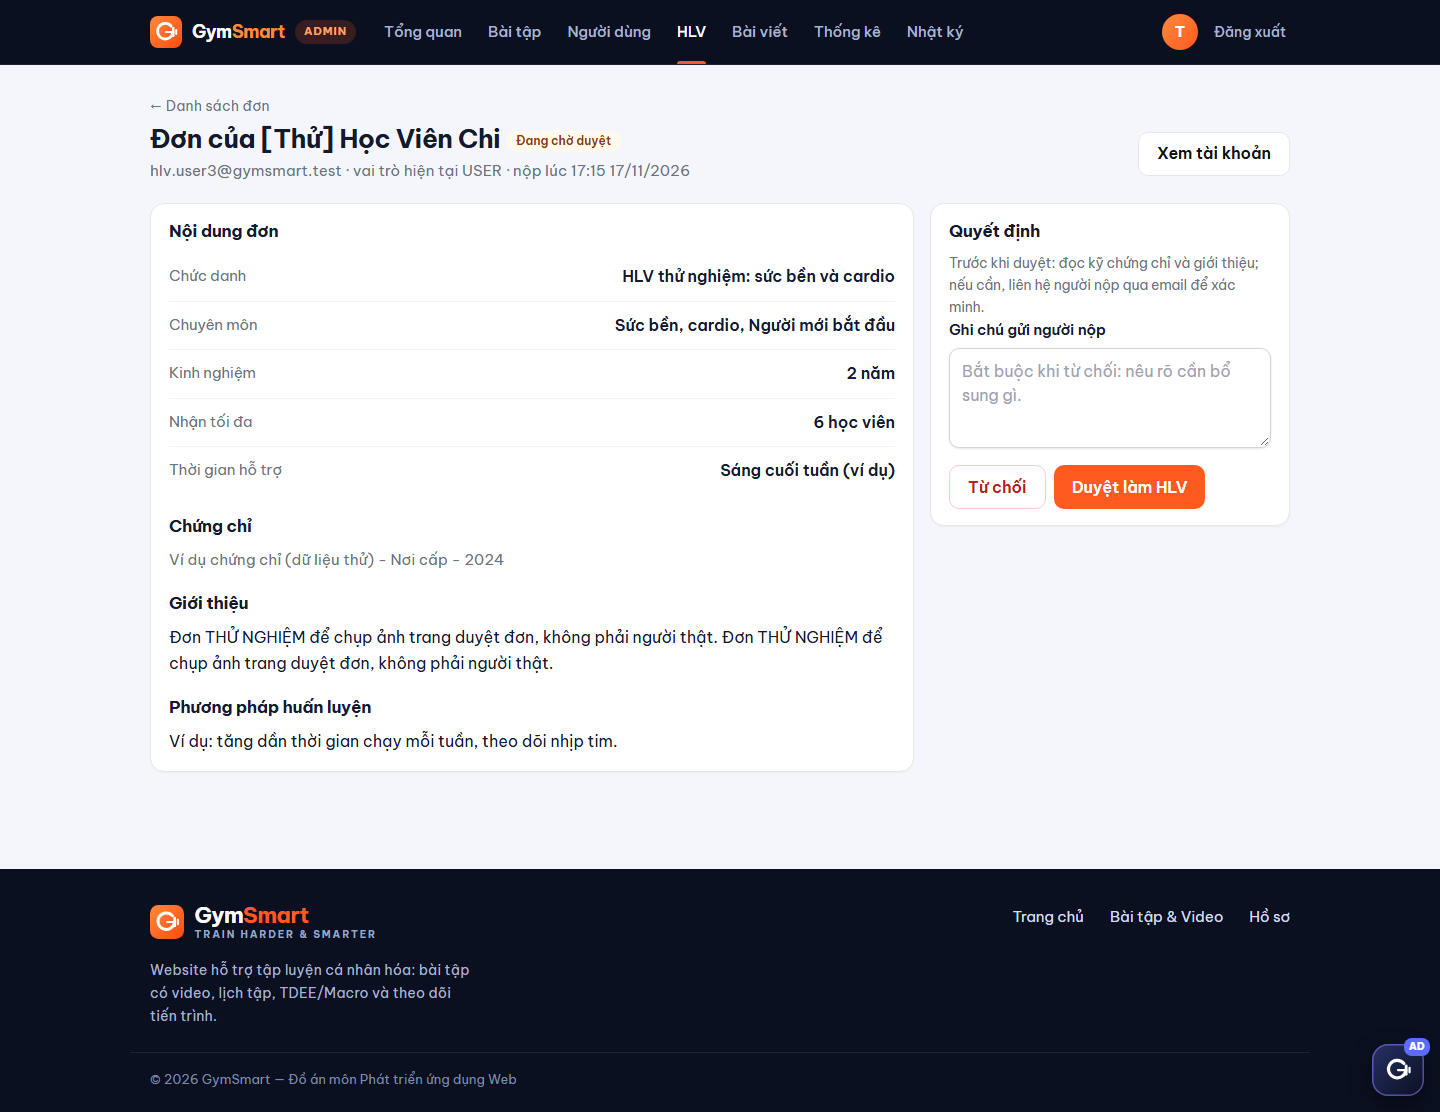 GymSmart ADMIN Tổng quan Bài tập Người dùng HLV Bài viết Thống kê Nhật ký T Đăng xuất
← Danh sách đơn
Đơn của [Thử] Học Viên Chi Đang chờ duyệt
hlv.user3@gymsmart.test · vai trò hiện tại USER · nộp lúc 17:15 17/11/2026
Xem tài khoản
Nội dung đơn
Chức danh HLV thử nghiệm: sức bền và cardio
Chuyên môn Sức bền, cardio, Người mới bắt đầu
Kinh nghiệm 2 năm
Nhận tối đa 6 học viên
Thời gian hỗ trợ Sáng cuối tuần (ví dụ)
Chứng chỉ
Ví dụ chứng chỉ (dữ liệu thử) - Nơi cấp - 2024
Giới thiệu
Đơn THỬ NGHIỆM để chụp ảnh trang duyệt đơn, không phải người thật. Đơn THỬ NGHIỆM để
chụp ảnh trang duyệt đơn, không phải người thật.
Phương pháp huấn luyện
Ví dụ: tăng dần thời gian chạy mỗi tuần, theo dõi nhịp tim.
Quyết định
Trước khi duyệt: đọc kỹ chứng chỉ và giới thiệu;
nếu cần, liên hệ người nộp qua email để xác
minh.
Ghi chú gửi người nộp
Bắt buộc khi từ chối: nêu rõ cần bổ
sung gì.
Từ chối Duyệt làm HLV
GymSmart
TRAIN HARDER & SMARTER
Website hỗ trợ tập luyện cá nhân hóa: bài tập
có video, lịch tập, TDEE/Macro và theo dõi
tiến trình.
Trang chủ Bài tập & Video Hồ sơ
© 2026 GymSmart — Đồ án môn Phát triển ứng dụng Web
AD